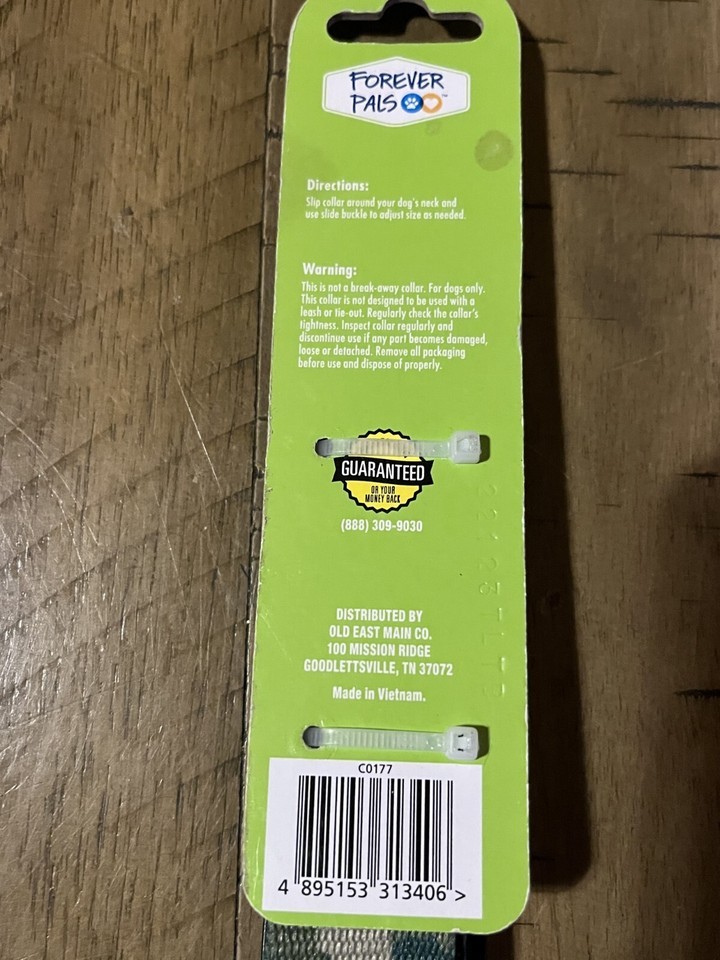 FOREVER
PALS ™
Directions:
Slip collar around your dog's neck and
use slide buckle to adjust size as needed.
Warning:
This is not a break-away collar. For dogs only.
This collar is not designed to be used with a
leash or tie-out. Regularly check the collar's
tightness. Inspect collar regularly and
discontinue use if any part becomes damaged,
loose or detached. Remove all packaging
before use and dispose of properly.
GUARANTEED
OR YOUR
MONEY BACK
(888) 309-9030
DISTRIBUTED BY
OLD EAST MAIN CO.
100 MISSION RIDGE
GOODLETTSVILLE, TN 37072
Made in Vietnam.
C0177
4 895153 313406 >